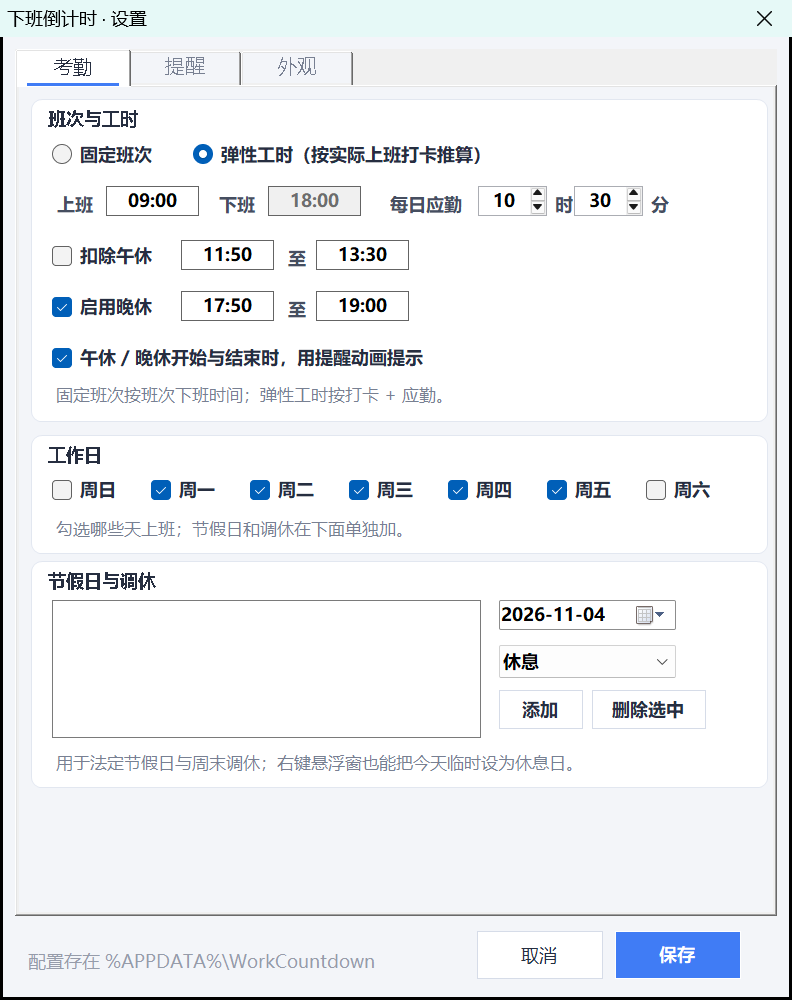 下班倒计时 · 设置
考勤 提醒 外观
班次与工时
固定班次 弹性工时（按实际上班打卡推算）
上班 09:00 下班 18:00 每日应勤 10 时 30 分
扣除午休 11:50 至 13:30
启用晚休 17:50 至 19:00
午休 / 晚休开始与结束时，用提醒动画提示
固定班次按班次下班时间；弹性工时按打卡 + 应勤。
工作日
周日 周一 周二 周三 周四 周五 周六
勾选哪些天上班；节假日和调休在下面单独加。
节假日与调休
2026-11-04
休息
添加 删除选中
用于法定节假日与周末调休；右键悬浮窗也能把今天临时设为休息日。
配置存在 %APPDATA%\WorkCountdown 取消 保存